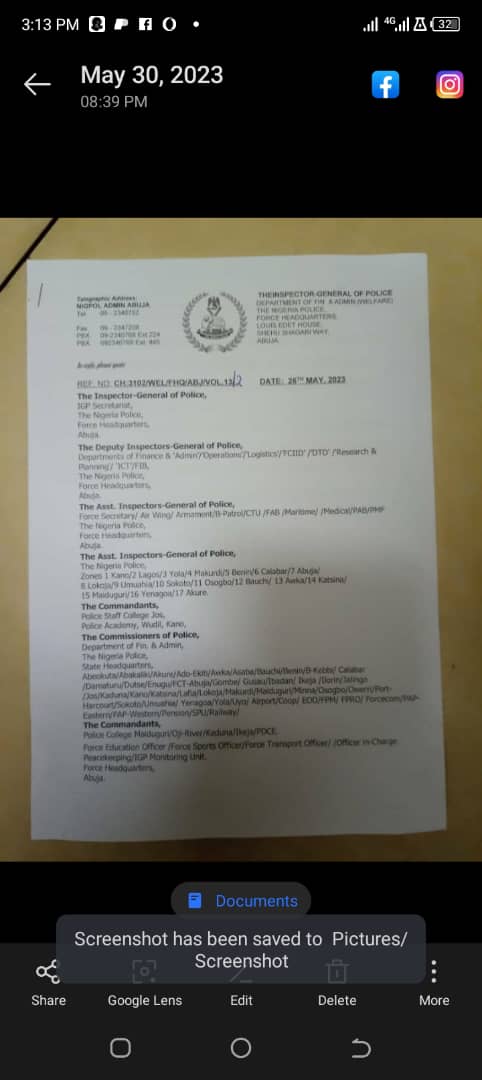 3:13 PM
4G
32
May 30, 2023
08:39 PM
Telegraphic Address:
NIGPOL ADMIN ABUJA
Tel 09 - 2340792
Fax 09 - 2347208
PBX 09-2340708 Ext 224
PBX 092340708 Ext 445
THE INSPECTOR-GENERAL OF POLICE
DEPARTMENT OF FIN & ADMIN (WELFARE)
THE NIGERIA POLICE,
FORCE HEADQUARTERS,
LOUIS EDET HOUSE,
SHEHU SHAGARI WAY,
ABUJA
In reply please quote
REF. NO: CH:3102/WEL/FHQ/ABJ/VOL.13/2 DATE: 26TH MAY, 2023
The Inspector-General of Police,
IGP Secretariat,
The Nigeria Police,
Force Headquarters,
Abuja.
The Deputy Inspectors-General of Police,
Departments of Finance & 'Admin'/'Operations'/'Logistics'/'FCIID' /'DTD' /'Research &
Planning'/ 'ICT'/FIB,
The Nigeria Police,
Force Headquarters,
Abuja.
The Asst. Inspectors-General of Police,
Force Secretary/ Air Wing/ Armament/B-Patrol/CTU /FAB /Maritime/ /Medical/PAB/PMF
The Nigeria Police,
Force Headquarters,
Abuja.
The Asst. Inspectors-General of Police,
The Nigeria Police,
Zones 1 Kano/2 Lagos/3 Yola/4 Makurdi/5 Benin/6 Calabar/7 Abuja/
8 Lokoja/9 Umuahia/10 Sokoto/11 Osogbo/12 Bauchi/ 13 Awka/14 Katsina/
15 Maiduguri/16 Yenagoa/17 Akure.
The Commandants,
Police Staff College Jos,
Police Academy, Wudil, Kano,
The Commissioners of Police,
Department of Fin. & Admin,
The Nigeria Police,
State Headquarters,
Abeokuta/Abakaliki/Akure/Ado-Ekiti/Awka/Asaba/Bauchi/Benin/B-Kebbi/ Calabar
/Damaturu/Dutse/Enugu/FCT-Abuja/Gombe/ Gusau/Ibadan/ Ikeja /Ilorin/Jalingo
/Jos/Kaduna/Kano/Katsina/Lafia/Lokoja/Makurdi/Maiduguri/Minna/Osogbo/Owerri/Port-
Harcourt/Sokoto/Umuahia/ Yenagoa/Yola/Uyo/ Airport/Coop/ EOD/FPM/ FPRO/ Forcecom/PAP-
Eastern/PAP-Western/Pension/SPU/Railway/
The Commandants,
Police College Maiduguri/Oji-River/Kaduna/Ikeja/PDCE.
Force Education Officer /Force Sports Officer/Force Transport Officer/ /Officer in-Charge
Peacekeeping/IGP Monitoring Unit.
Force Headquarters,
Abuja.
Documents
Screenshot has been saved to Pictures/
Screenshot
Share
Google Lens
Edit
Delete
More